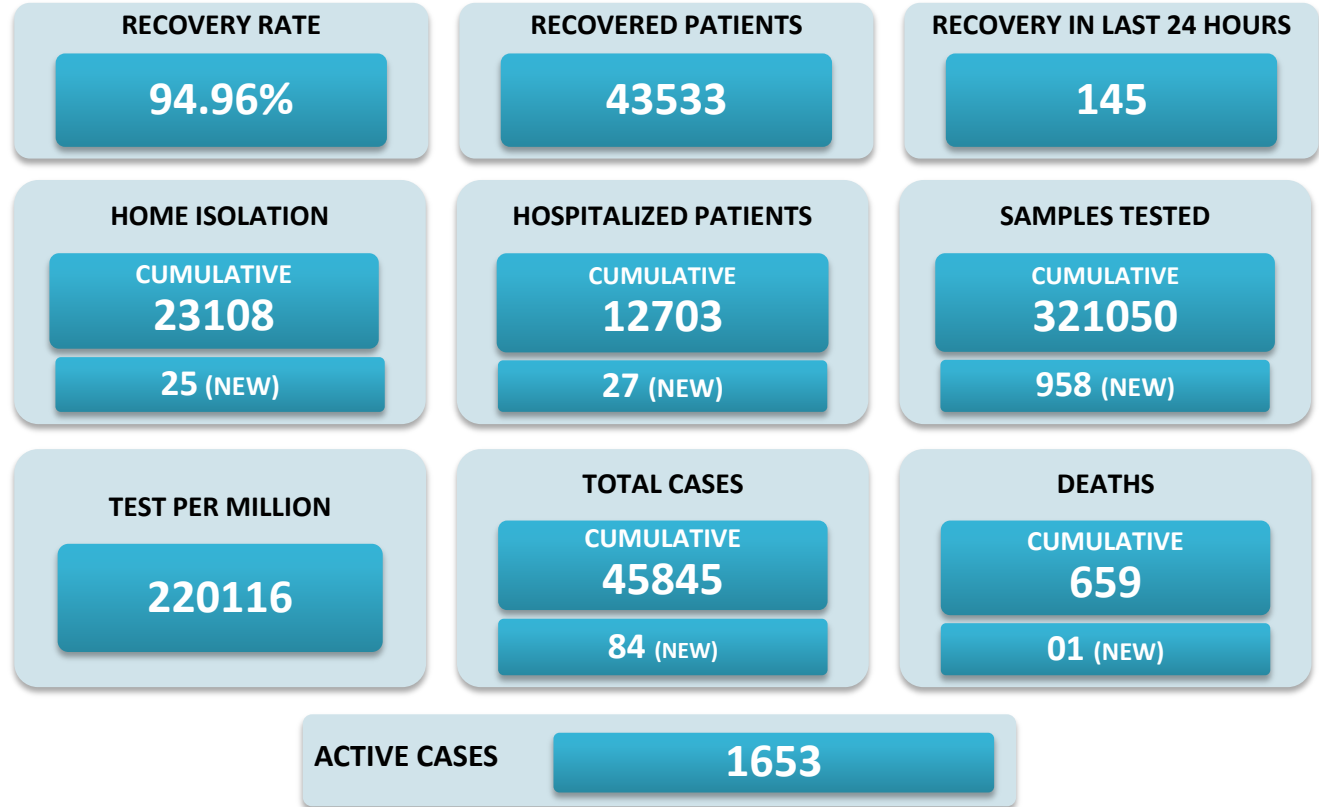 RECOVERY RATE
94.96%
RECOVERED PATIENTS
43533
RECOVERY IN LAST 24 HOURS
145
HOME ISOLATION
CUMULATIVE
23108
25 (NEW)
HOSPITALIZED PATIENTS
CUMULATIVE
12703
27 (NEW)
SAMPLES TESTED
CUMULATIVE
321050
958 (NEW)
TEST PER MILLION
220116
TOTAL CASES
CUMULATIVE
45845
84 (NEW)
DEATHS
CUMULATIVE
659
01 (NEW)
ACTIVE CASES
1653